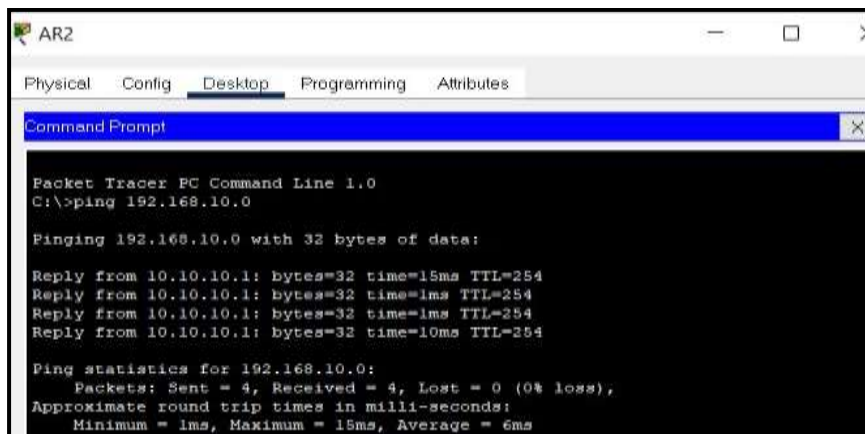 AR2
Physical Config Desktop Programming Attributes
Command Prompt
Packet Tracer PC Command Line 1.0
C:\>ping 192.168.10.0
Pinging 192.168.10.0 with 32 bytes of data:
Reply from 10.10.10.1: bytes=32 time=15ms TTL=254
Reply from 10.10.10.1: bytes=32 time=1ms TTL=254
Reply from 10.10.10.1: bytes=32 time=1ms TTL=254
Reply from 10.10.10.1: bytes=32 time=10ms TTL=254
Ping statistics for 192.168.10.0:
Packets: Sent = 4, Received = 4, Lost = 0 (0% loss),
Approximate round trip times in milli-seconds:
Minimum = 1ms, Maximum = 15ms, Average = 6ms